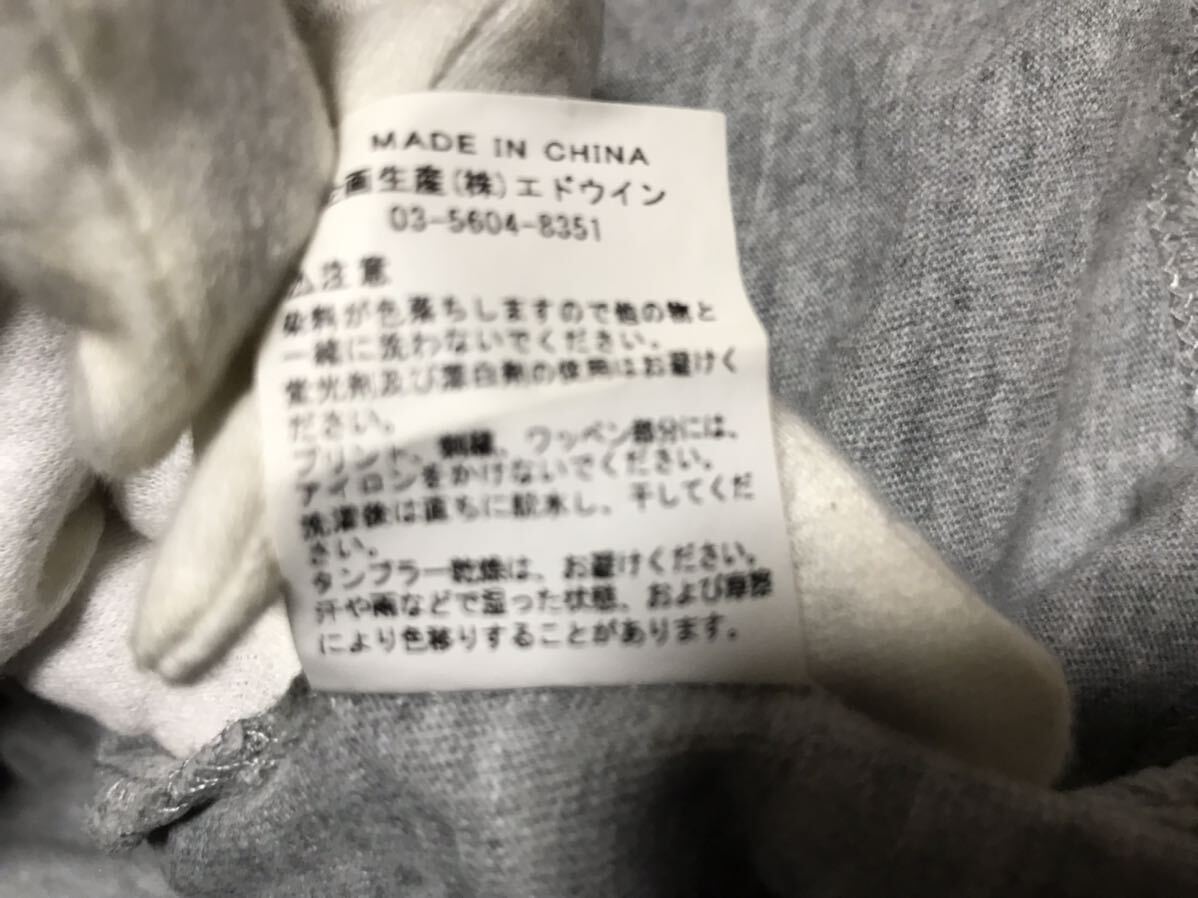 MADE IN CHINA
企画生産(株)エドウイン
03-5604-8351
注意
染料が色落ちしますので他の物と
一緒に洗わないでください。
蛍光剤及び漂白剤の使用はお避けく
ださい。
プリント、刺繍、ワッペン部分には、
アイロンをかけないでください。
洗濯後は直ちに脱水し、干してくだ
さい。
タンブラー乾燥は、お避けください。
汗や雨などで湿った状態、および摩擦
により色移りすることがあります。